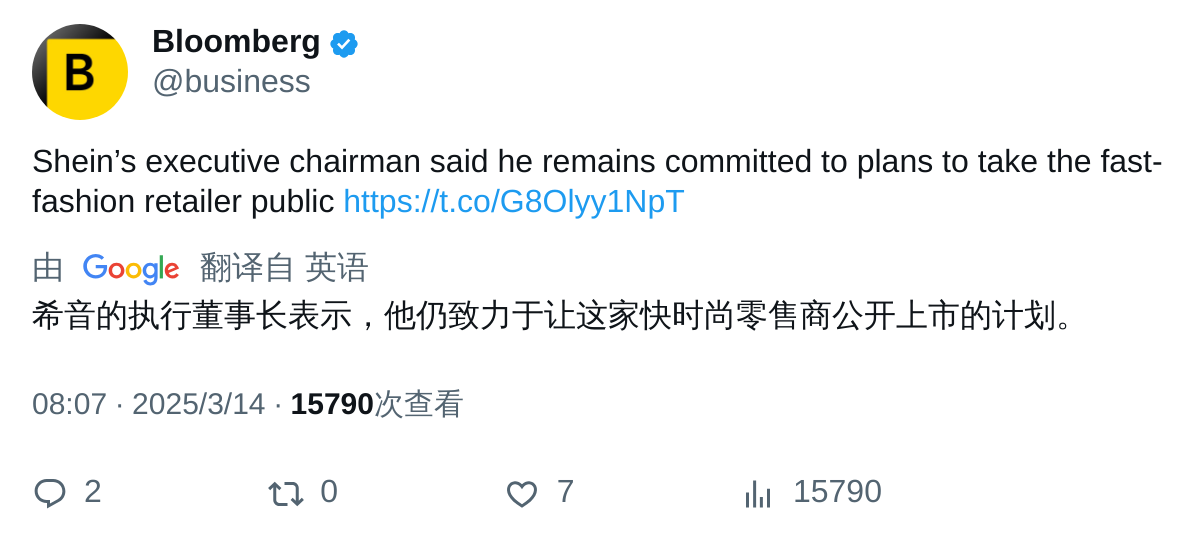 B
Bloomberg
@business
Shein’s executive chairman said he remains committed to plans to take the fast-
fashion retailer public https://t.co/G8Olyy1NpT
由 Google 翻译自 英语
希音的执行董事长表示，他仍致力于让这家快时尚零售商公开上市的计划。
08:07 · 2025/3/14 · 15790次查看
2 0 7 15790